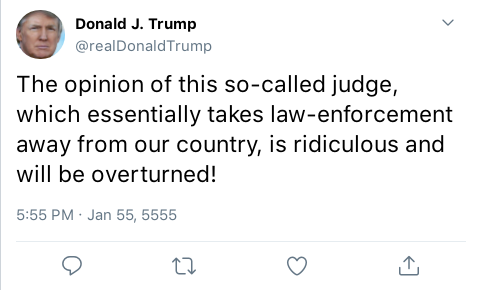 Donald J. Trump
@realDonaldTrump
The opinion of this so-called judge,
which essentially takes law-enforcement
away from our country, is ridiculous and
will be overturned!
5:55 PM · Jan 55, 5555